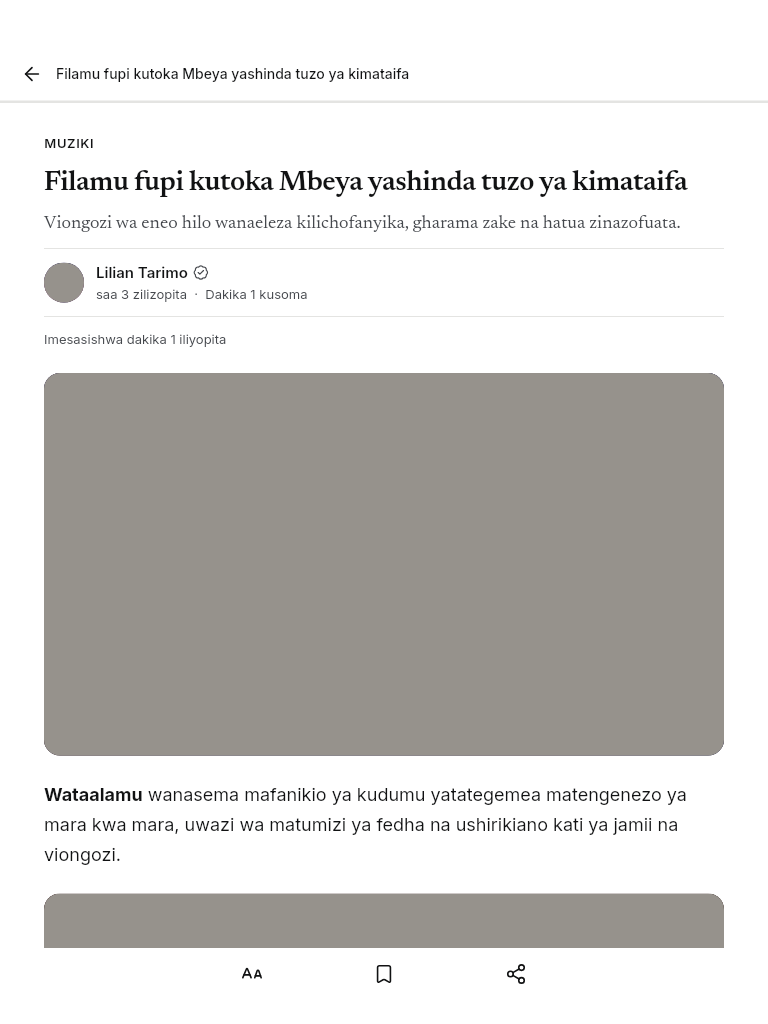 Filamu fupi kutoka Mbeya yashinda tuzo ya kimataifa
MUZIKI
Filamu fupi kutoka Mbeya yashinda tuzo ya kimataifa
Viongozi wa eneo hilo wanaeleza kilichofanyika, gharama zake na hatua zinazofuata.
Lilian Tarimo
saa 3 zilizopita · Dakika 1 kusoma
Imesasishwa dakika 1 iliyopita
Wataalamu wanasema mafanikio ya kudumu yatategemea matengenezo ya
mara kwa mara, uwazi wa matumizi ya fedha na ushirikiano kati ya jamii na
viongozi.
AA